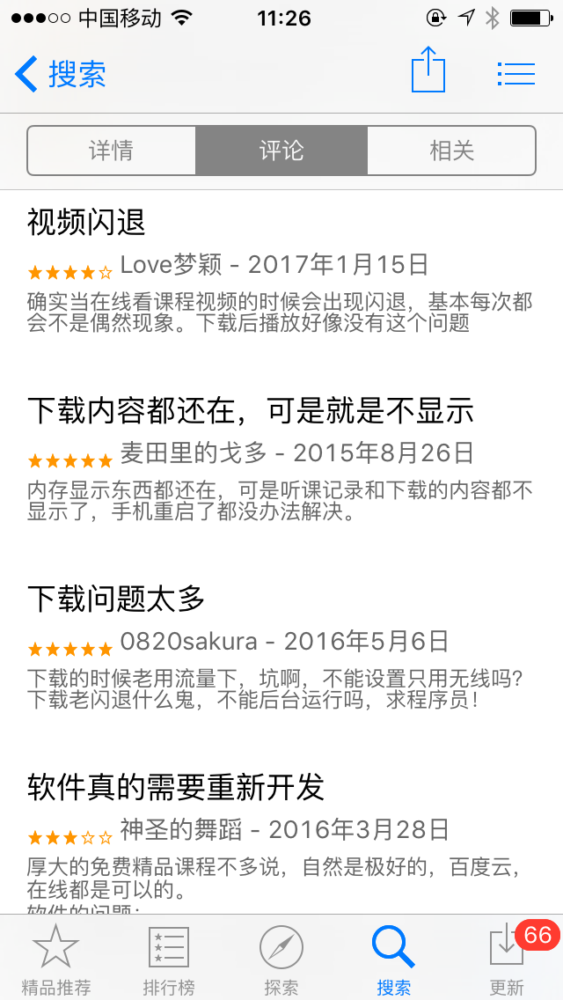 中国移动 11:26
搜索
详情 评论 相关
视频闪退
Love梦颖 - 2017年1月15日
确实当在线看课程视频的时候会出现闪退，基本每次都
会不是偶然现象。下载后播放好像没有这个问题
下载内容都还在，可是就是不显示
麦田里的戈多 - 2015年8月26日
内存显示东西都还在，可是听课记录和下载的内容都不
显示了，手机重启了都没办法解决。
下载问题太多
0820sakura - 2016年5月6日
下载的时候老用流量下，坑啊，不能设置只用无线吗？
下载老闪退什么鬼，不能后台运行吗，求程序员！
软件真的需要重新开发
神圣的舞蹈 - 2016年3月28日
厚大的免费精品课程不多说，自然是极好的，百度云，
在线都是可以的。
软件的问题：
66
精品推荐 排行榜 探索 搜索 更新